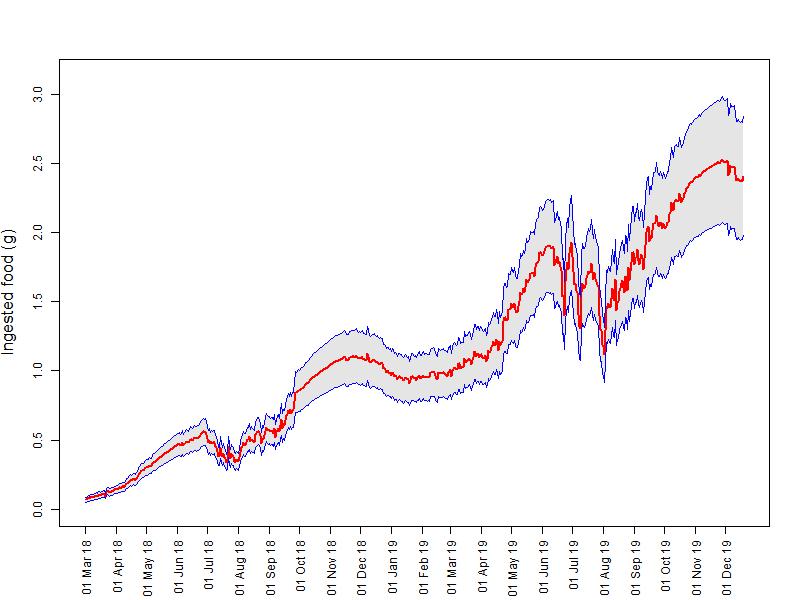 Ingested food (g)
3.0
2.5
2.0
1.5
1.0
0.5
0.0
01 Mar 18
01 Apr 18
01 May 18
01 Jun 18
01 Jul 18
01 Aug 18
01 Sep 18
01 Oct 18
01 Nov 18
01 Dec 18
01 Jan 19
01 Feb 19
01 Mar 19
01 Apr 19
01 May 19
01 Jun 19
01 Jul 19
01 Aug 19
01 Sep 19
01 Oct 19
01 Nov 19
01 Dec 19